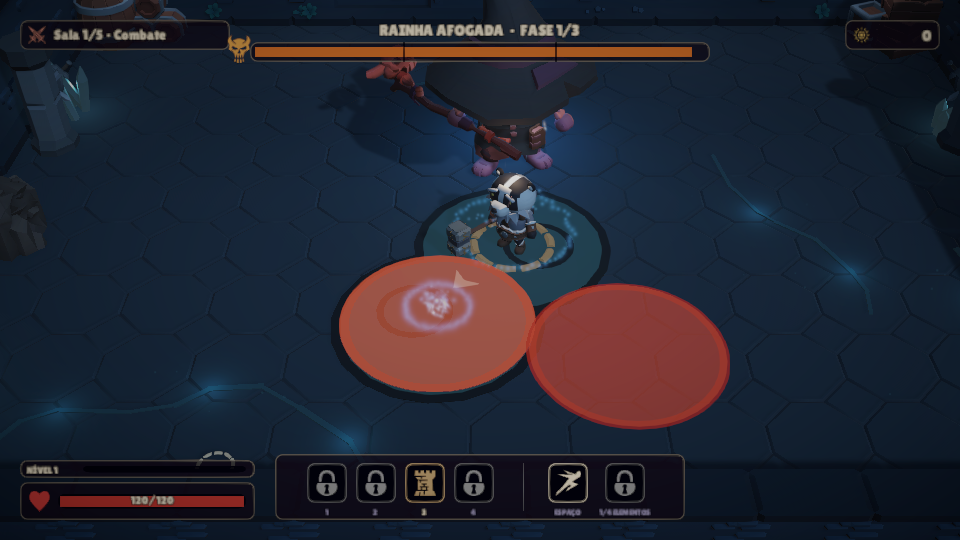 Sala 1/5 - Combate
RAINHA AFOGADA - FASE 1/3
0
NÍVEL 1
120/120
1
2
3
4
ESPAÇO
1/4 ELEMENTOS